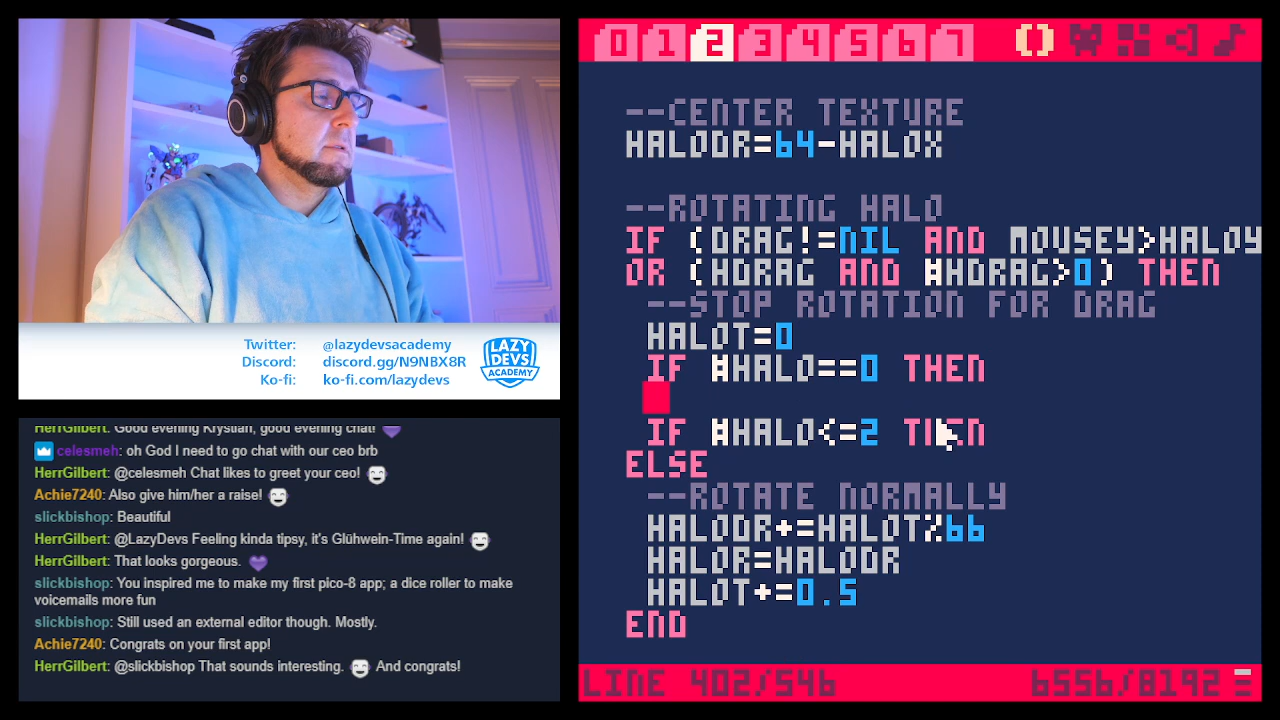 Twitter: @lazydevsacademy
Discord: discord.gg/N9NBX8R
Ko-fi: ko-fi.com/lazydevs
LAZY
DEVS
ACADEMY
HerrGilbert: Good evening Krystian, good evening chat!
celesmeh: oh God I need to go chat with our ceo brb
HerrGilbert: @celesmeh Chat likes to greet your ceo!
Achie7240: Also give him/her a raise!
slickbishop: Beautiful
HerrGilbert: @LazyDevs Feeling kinda tipsy, it's Glühwein-Time again!
HerrGilbert: That looks gorgeous.
slickbishop: You inspired me to make my first pico-8 app; a dice roller to make
voicemails more fun
slickbishop: Still used an external editor though. Mostly.
Achie7240: Congrats on your first app!
HerrGilbert: @slickbishop That sounds interesting. And congrats!
0 1 2 3 4 5 6 7 ()
--CENTER TEXTURE
HALODR=64-HALOX
--ROTATING HALO
IF (DRAG!=NIL AND MOUSEY>HALOY
OR (HDRAG AND #HDRAG>0) THEN
--STOP ROTATION FOR DRAG
HALOT=0
IF #HALO==0 THEN
IF #HALO<=2 THEN
ELSE
--ROTATE NORMALLY
HALODR+=HALOT%66
HALOR=HALODR
HALOT+=0.5
END
LINE 402/546 6556/8192